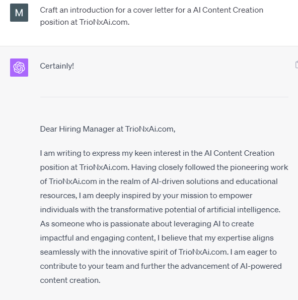 M
Craft an introduction for a cover letter for a AI Content Creation
position at TrioNxAi.com.
Certainly!
Dear Hiring Manager at TrioNxAi.com,
I am writing to express my keen interest in the AI Content Creation
position at TrioNxAi.com. Having closely followed the pioneering work
of TrioNxAi.com in the realm of AI-driven solutions and educational
resources, I am deeply inspired by your mission to empower
individuals with the transformative potential of artificial intelligence.
As someone who is passionate about leveraging AI to create
impactful and engaging content, I believe that my expertise aligns
seamlessly with the innovative spirit of TrioNxAi.com. I am eager to
contribute to your team and further the advancement of AI-powered
content creation.